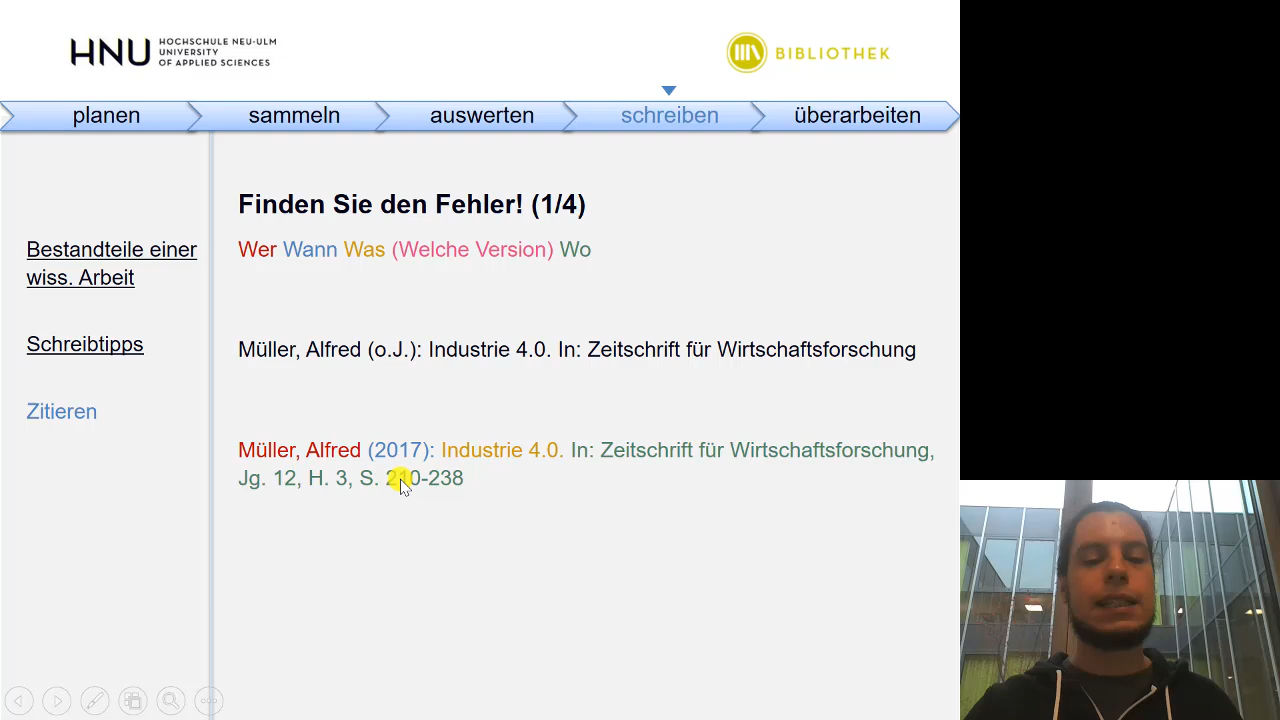 HNU HOCHSCHULE NEU-ULM
UNIVERSITY
OF APPLIED SCIENCES
BIBLIOTHEK
planen sammeln auswerten schreiben überarbeiten
Finden Sie den Fehler! (1/4)
Wer Wann Was (Welche Version) Wo
Bestandteile einer
wiss. Arbeit
Schreibtipps
Zitieren
Müller, Alfred (o.J.): Industrie 4.0. In: Zeitschrift für Wirtschaftsforschung
Müller, Alfred (2017): Industrie 4.0. In: Zeitschrift für Wirtschaftsforschung,
Jg. 12, H. 3, S. 210-238